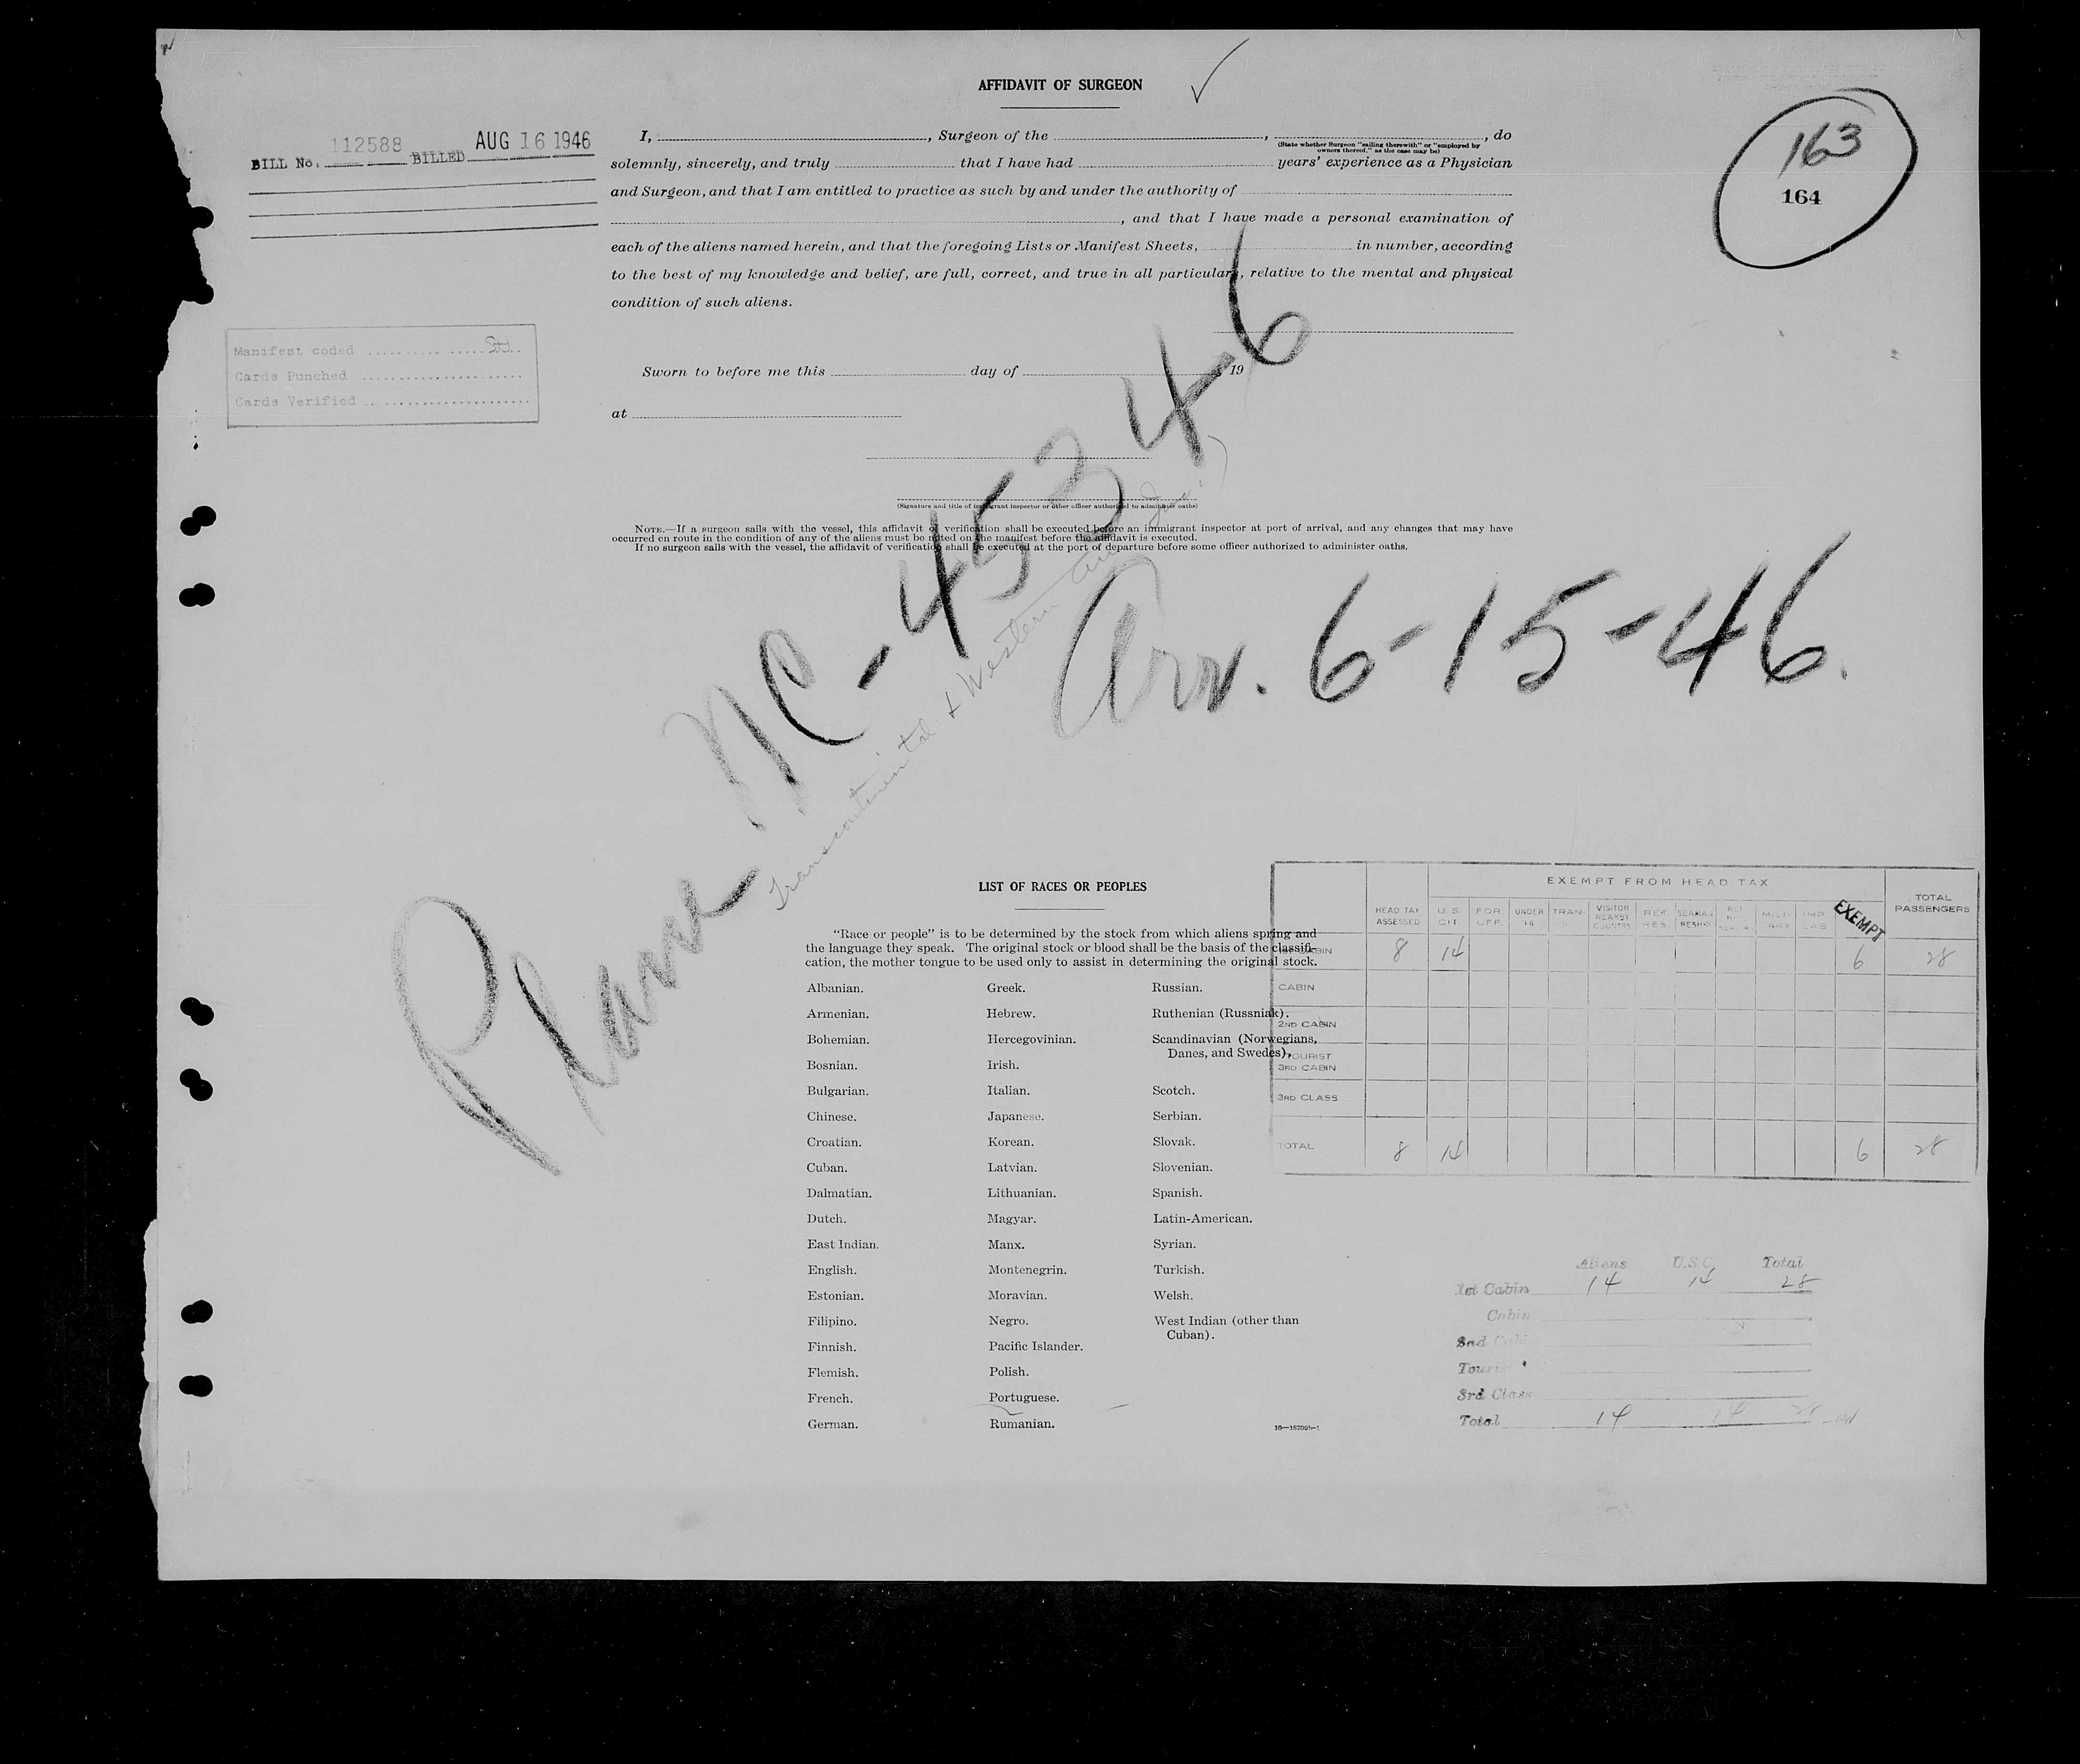 AFFIDAVIT OF SURGEON
163
164
BILL No. 112588 BILLED AUG 16 1946
I, , Surgeon of the , , do
(State whether Surgeon "sailing therewith" or "employed by owners thereof," as the case may be)
solemnly, sincerely, and truly that I have had years' experience as a Physician
and Surgeon, and that I am entitled to practice as such by and under the authority of
, and that I have made a personal examination of
each of the aliens named herein, and that the foregoing Lists or Manifest Sheets, in number, according
to the best of my knowledge and belief, are full, correct, and true in all particulars, relative to the mental and physical
condition of such aliens.
Manifest coded
Cards Punched
Cards Verified
Sworn to before me this day of , 19
at
(Signature and title of immigrant inspector or other officer authorized to administer oaths)
NOTE.—If a surgeon sails with the vessel, this affidavit of verification shall be executed before an immigrant inspector at port of arrival, and any changes that may have
occurred en route in the condition of any of the aliens must be noted on the manifest before the affidavit is executed.
If no surgeon sails with the vessel, the affidavit of verification shall be executed at the port of departure before some officer authorized to administer oaths.
Plane NC-45346
Transcontinental & Western
Arr. 6-15-46.
LIST OF RACES OR PEOPLES
"Race or people" is to be determined by the stock from which aliens spring and
the language they speak. The original stock or blood shall be the basis of the classifi-
cation, the mother tongue to be used only to assist in determining the original stock.
Albanian. Greek. Russian.
Armenian. Hebrew. Ruthenian (Russniak).
Bohemian. Hercegovinian. Scandinavian (Norwegians,
Danes, and Swedes).
Bosnian. Irish.
Bulgarian. Italian. Scotch.
Chinese. Japanese. Serbian.
Croatian. Korean. Slovak.
Cuban. Latvian. Slovenian.
Dalmatian. Lithuanian. Spanish.
Dutch. Magyar. Latin-American.
East Indian. Manx. Syrian.
English. Montenegrin. Turkish.
Estonian. Moravian. Welsh.
Filipino. Negro. West Indian (other than
Cuban).
Finnish. Pacific Islander.
Flemish. Polish.
French. Portuguese.
German. Rumanian.
EXEMPT FROM HEAD TAX
HEAD TAX ASSESSED U. S. CIT. FOR. OFF. UNDER 16 TRAN- VISITOR NEARBY COUNTRY RES. SEAMAN MILI- ARY EXEMPT TOTAL PASSENGERS
CABIN 8 14 6 28
CABIN
2ND CABIN
TOURIST
3RD CABIN
3RD CLASS
TOTAL 8 14 6 28
Aliens U.S.C. Total
1st Cabin 14 14 28
Cabin
2nd Cabin
Tourist
3rd Class
Total 14 14 28